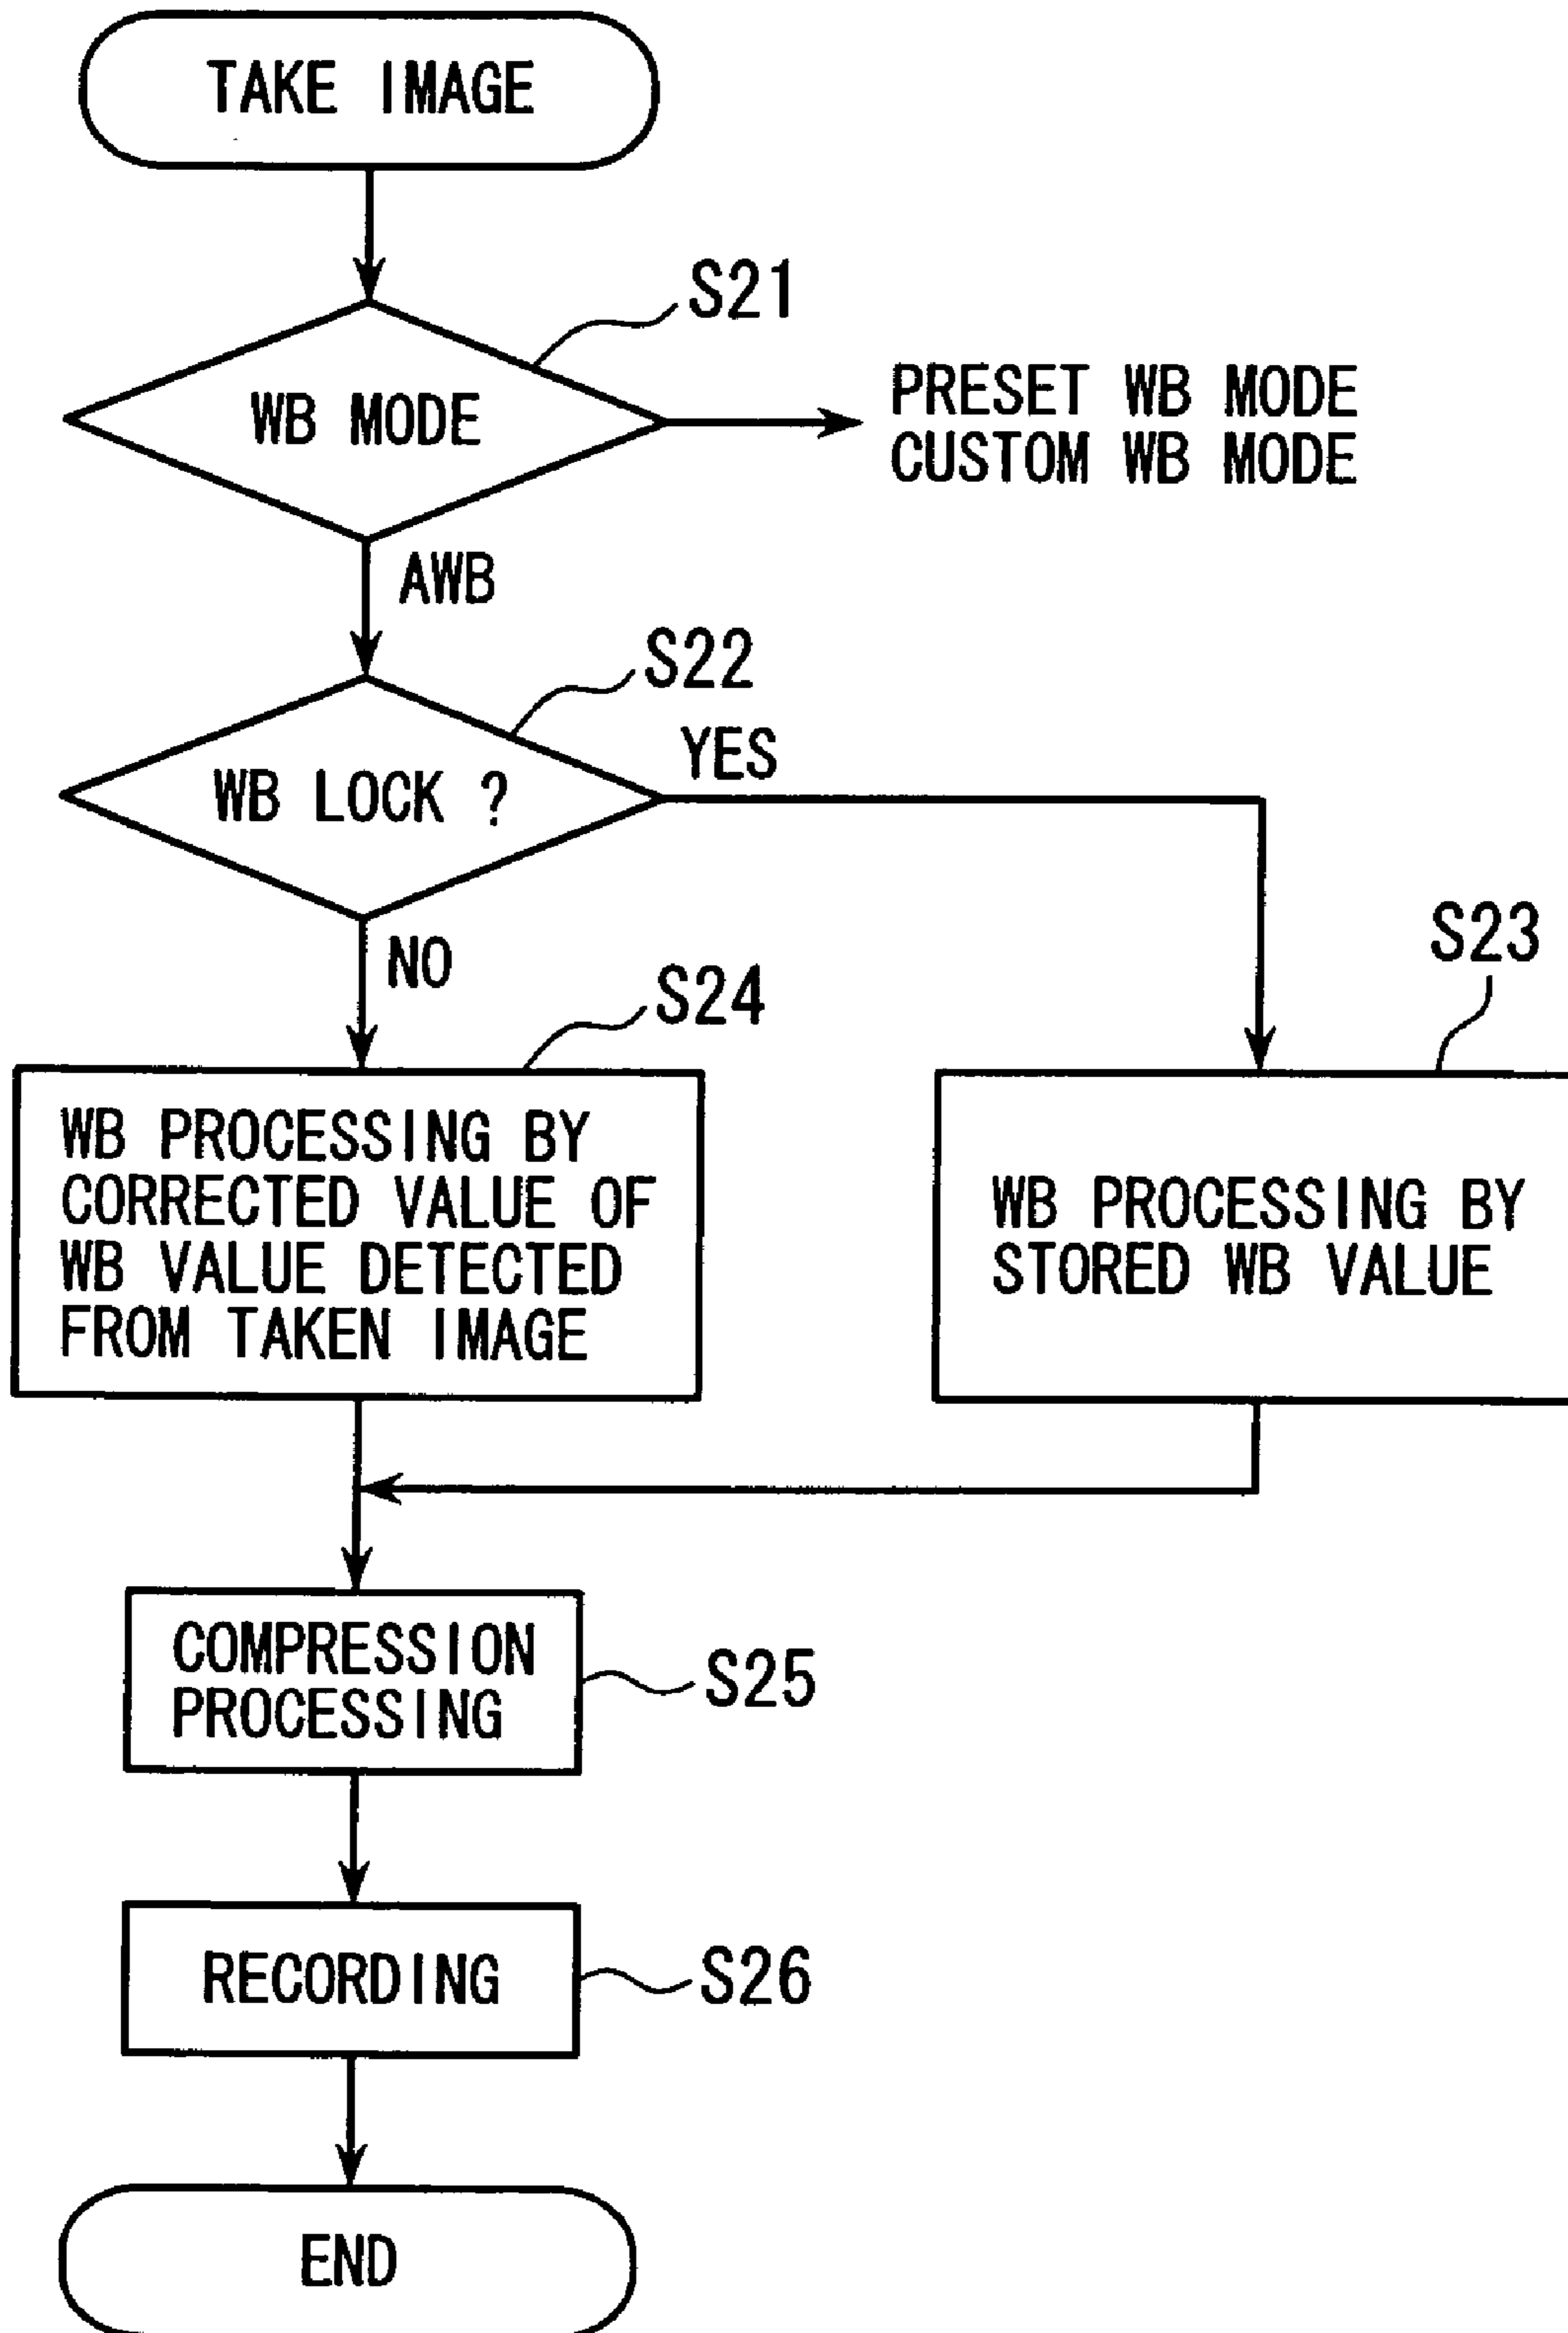 TAKE IMAGE
S21
WB MODE
PRESET WB MODE
CUSTOM WB MODE
AWB
S22
WB LOCK ?
YES
NO
S23
S24
WB PROCESSING BY
CORRECTED VALUE OF
WB VALUE DETECTED
FROM TAKEN IMAGE
WB PROCESSING BY
STORED WB VALUE
COMPRESSION
PROCESSING
S25
RECORDING
S26
END